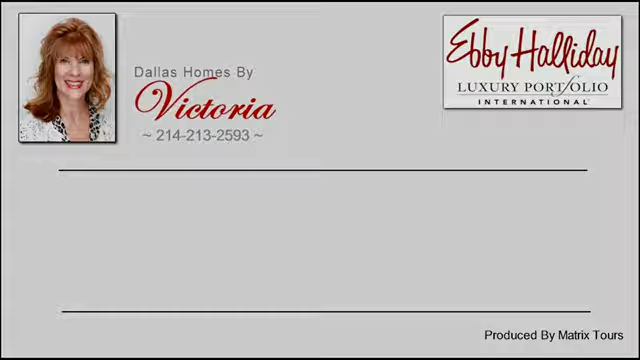 Dallas Homes By
Victoria
~ 214-213-2593 ~
Ebby Halliday
LUXURY PORTFOLIO
INTERNATIONAL
Produced By Matrix Tours